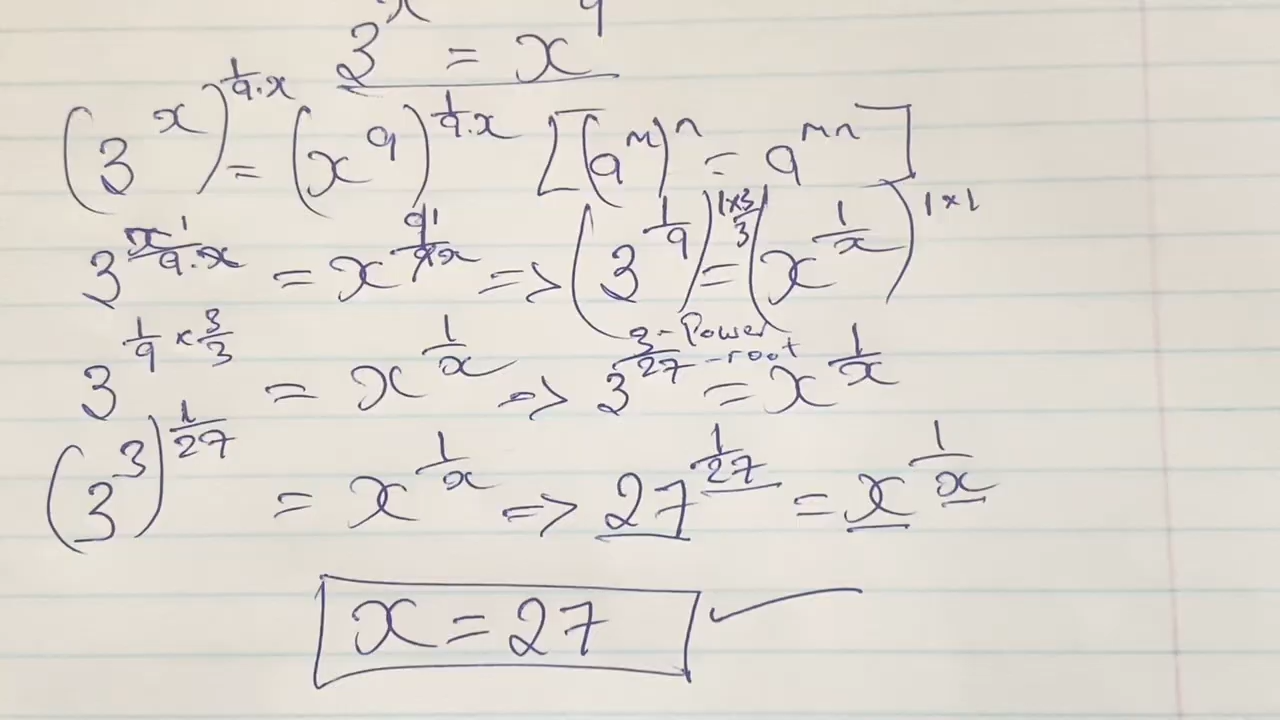 3^x = x^9
(3^x)^(1/9·x) = (x^9)^(1/9·x) [(a^m)^n = a^mn]
3^(x1/9·x) = x^(91/9x) => (3^(1/9))^(1×3/3) = (x^(1/x))^(1×1)
3^(1/9 × 3/3) = x^(1/x) => 3^(3 - Power/27 - root) = x^(1/x)
(3^3)^(1/27) = x^(1/x) => 27^(1/27) = x^(1/x)
x = 27 ✓